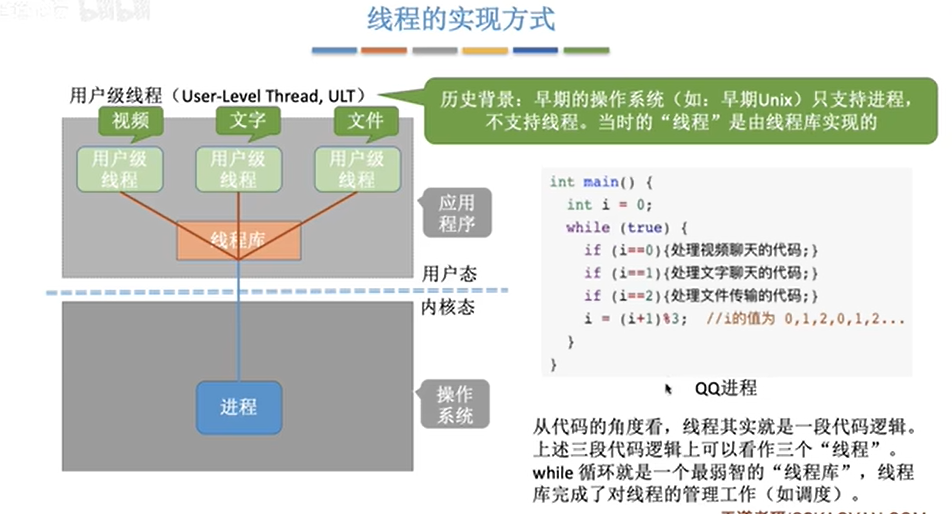 bilibili
线程的实现方式
用户级线程（User-Level Thread, ULT）
历史背景：早期的操作系统（如：早期Unix）只支持进程，
不支持线程。当时的“线程”是由线程库实现的
视频
文字
文件
用户级
线程
用户级
线程
用户级
线程
线程库
应用
程序
用户态
内核态
进程
操作
系统
int main() {
int i = 0;
while (true) {
if (i==0){处理视频聊天的代码;}
if (i==1){处理文字聊天的代码;}
if (i==2){处理文件传输的代码;}
i = (i+1)%3;  //i的值为 0,1,2,0,1,2...
}
}
QQ进程
从代码的角度看，线程其实就是一段代码逻辑。
上述三段代码逻辑上可以看作三个“线程”。
while 循环就是一个最弱智的“线程库”，线程
库完成了对线程的管理工作（如调度）。